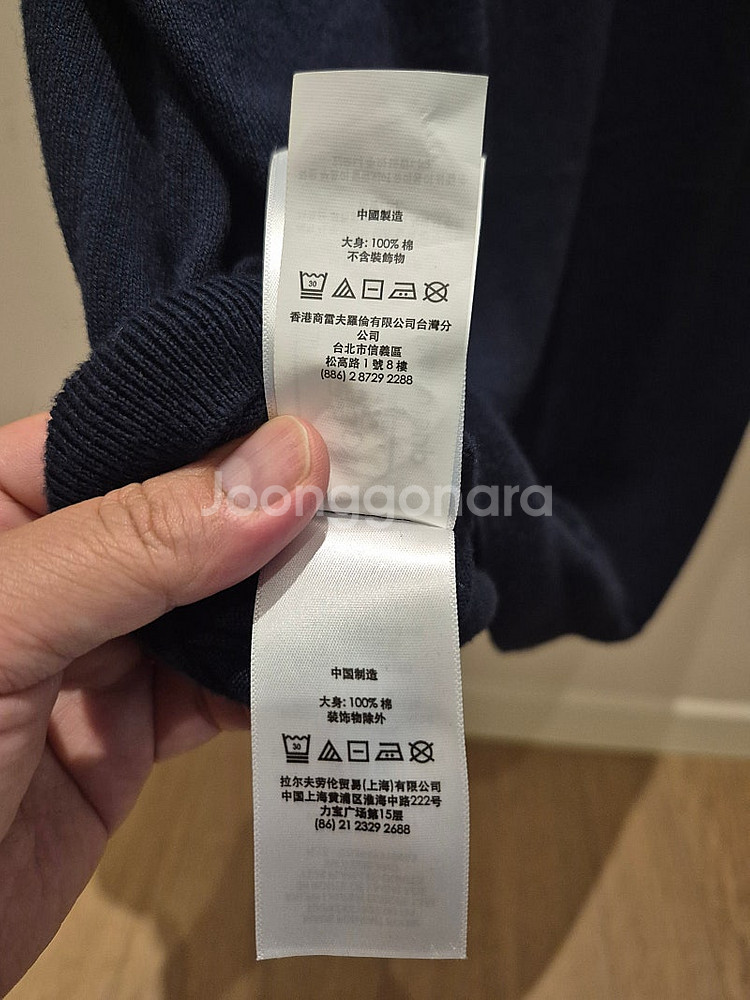 中國製造
大身: 100% 棉
不含裝飾物
30
香港商雷夫羅倫有限公司台灣分
公司
台北市信義區
松高路 1 號 8 樓
(886) 2 8729 2288
Joonggonara
中国制造
大身: 100% 棉
装饰物除外
30
拉尔夫劳伦贸易(上海)有限公司
中国上海黄浦区淮海中路222号
力宝广场第15层
(86) 21 2329 2688